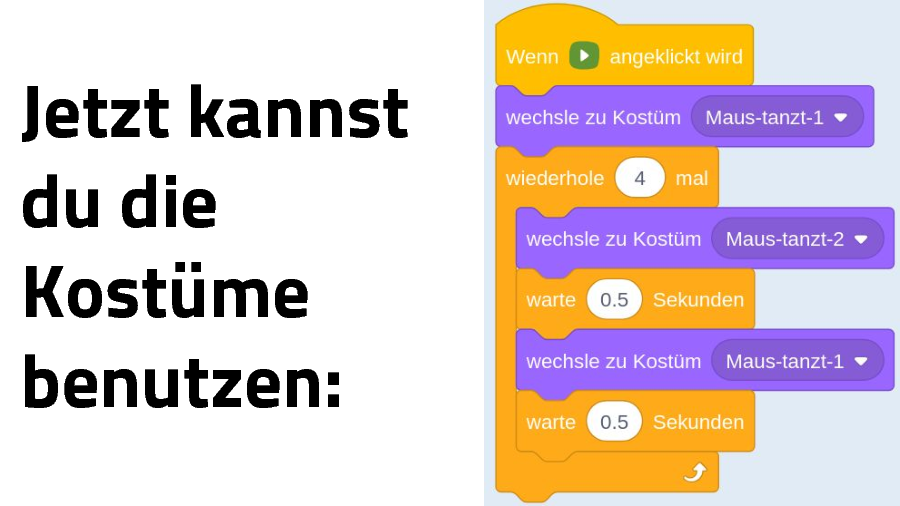 Jetzt kannst
du die
Kostüme
benutzen:
Wenn angeklickt wird
wechsle zu Kostüm Maus-tanzt-1
wiederhole 4 mal
wechsle zu Kostüm Maus-tanzt-2
warte 0.5 Sekunden
wechsle zu Kostüm Maus-tanzt-1
warte 0.5 Sekunden